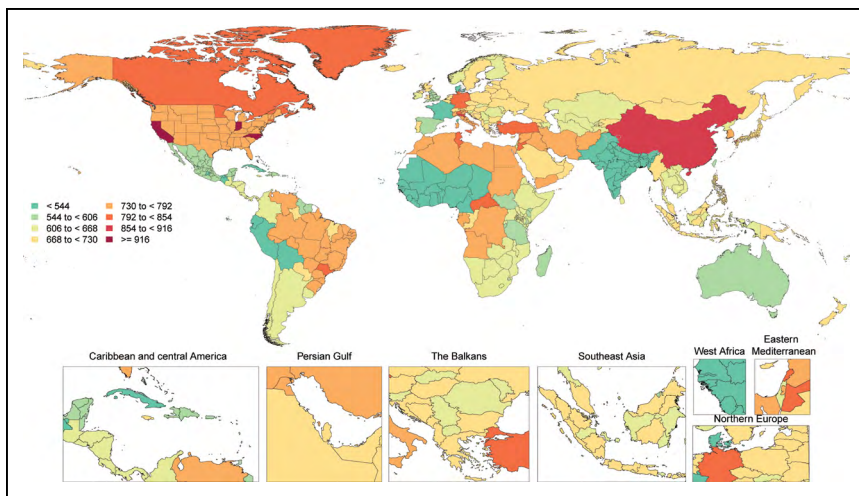 < 544
544 to < 606
606 to < 668
668 to < 730
730 to < 792
792 to < 854
854 to < 916
>= 916
Caribbean and central America
Persian Gulf
The Balkans
Southeast Asia
West Africa
Eastern
Mediterranean
Northern Europe